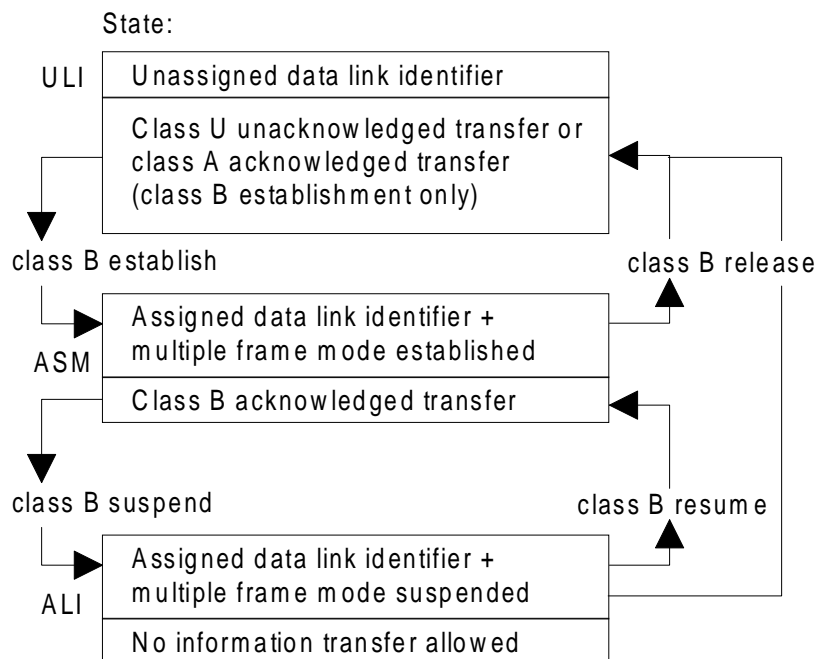 State:
ULI
Unassigned data link identifier
Class U unacknowledged transfer or
class A acknowledged transfer
(class B establishment only)
class B establish
class B release
Assigned data link identifier +
multiple frame mode established
ASM
Class B acknowledged transfer
class B suspend
class B resume
Assigned data link identifier +
multiple frame mode suspended
ALI
No information transfer allowed